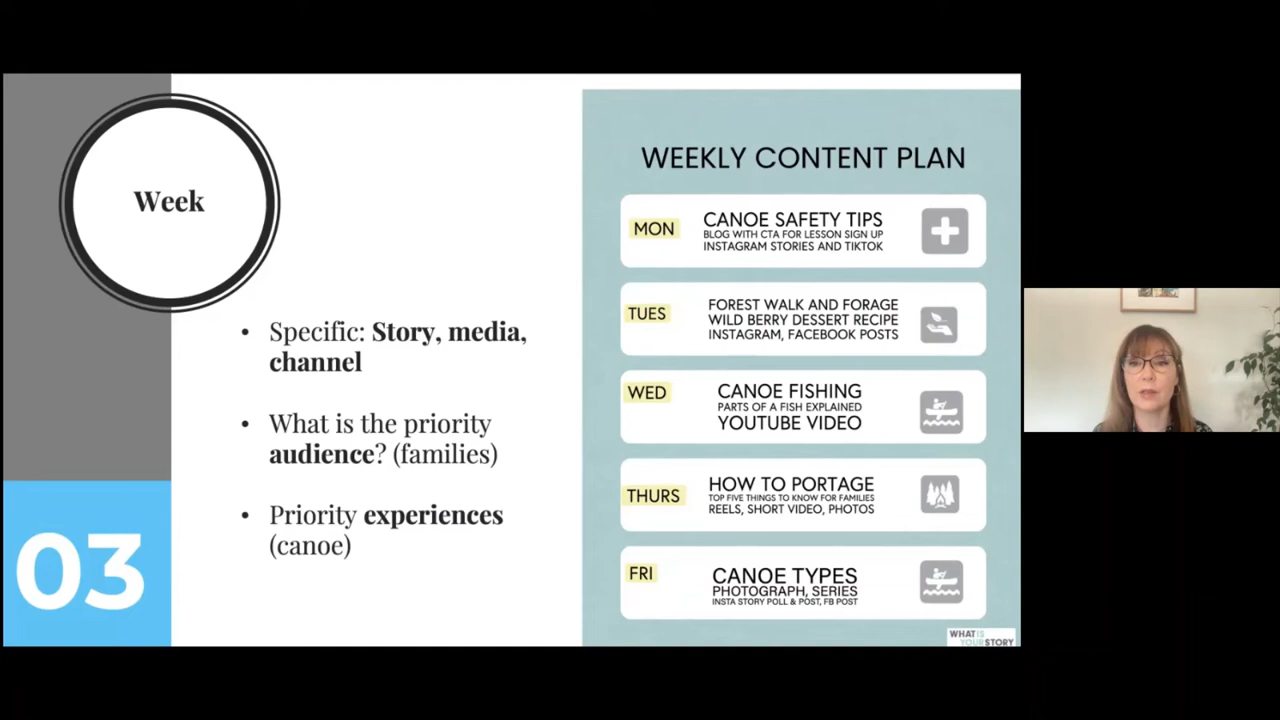 Week
• Specific: Story, media,
channel
• What is the priority
audience? (families)
• Priority experiences
(canoe)
03
WEEKLY CONTENT PLAN
MON
CANOE SAFETY TIPS
BLOG WITH CTA FOR LESSON SIGN UP
INSTAGRAM STORIES AND TIKTOK
TUES
FOREST WALK AND FORAGE
WILD BERRY DESSERT RECIPE
INSTAGRAM, FACEBOOK POSTS
WED
CANOE FISHING
PARTS OF A FISH EXPLAINED
YOUTUBE VIDEO
THURS
HOW TO PORTAGE
TOP FIVE THINGS TO KNOW FOR FAMILIES
REELS, SHORT VIDEO, PHOTOS
FRI
CANOE TYPES
PHOTOGRAPH, SERIES
INSTA STORY POLL & POST, FB POST
WHAT IS
YOUR STORY